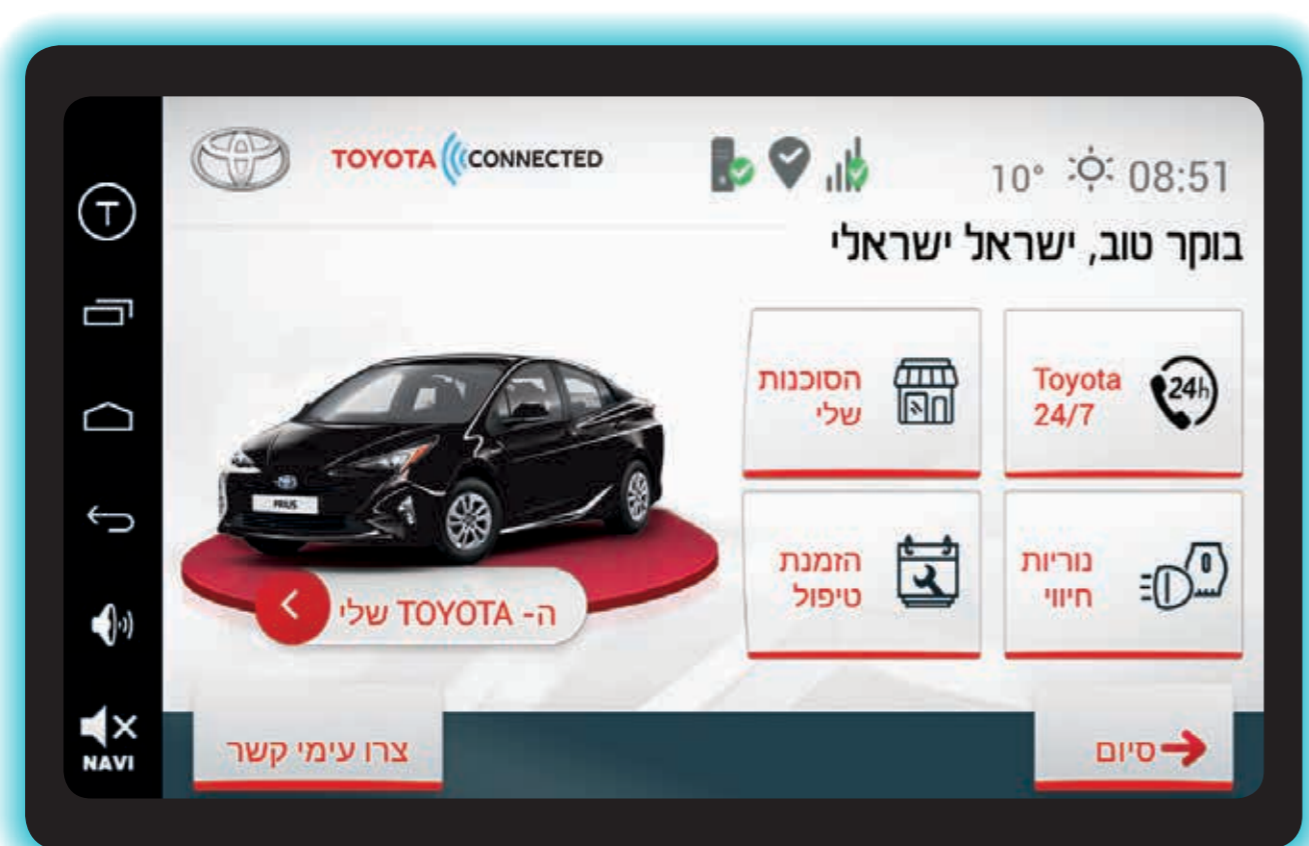 TOYOTA CONNECTED
10° 08:51
בוקר טוב, ישראל ישראלי
Toyota
24/7
24h
הסוכנות
שלי
נוריות
חיווי
הזמנת
טיפול
PRIUS
ה- TOYOTA שלי
סיום
צרו עימי קשר
T
NAVI